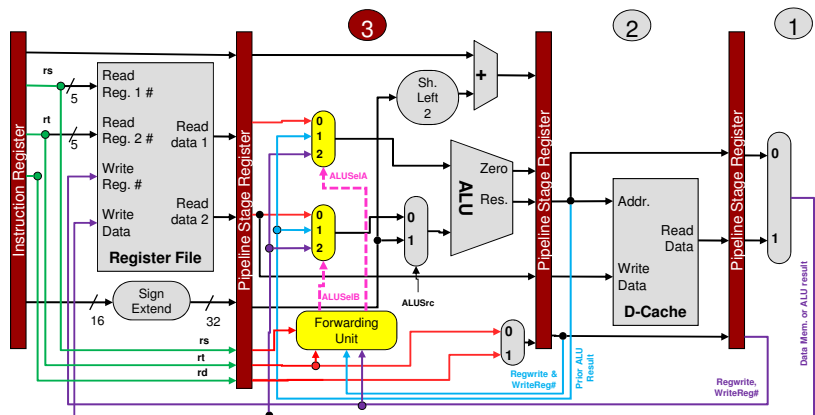 3
2
1
Instruction Register
rs
5
rt
5
Read
Reg. 1 #
Read
Reg. 2 #
Write
Reg. #
Write
Data
Read
data 1
Read
data 2
Register File
16
Sign
Extend
32
Pipeline Stage Register
0
1
2
ALUSelA
0
1
2
ALUSelB
Forwarding
Unit
rs
rt
rd
Sh.
Left
2
+
0
1
ALUSrc
ALU
Zero
Res.
0
1
Regwrite &
WriteReg#
Prior ALU
Result
Pipeline Stage Register
Addr.
Read
Data
Write
Data
D-Cache
Pipeline Stage Register
0
1
Regwrite,
WriteReg#
Data Mem. or ALU result